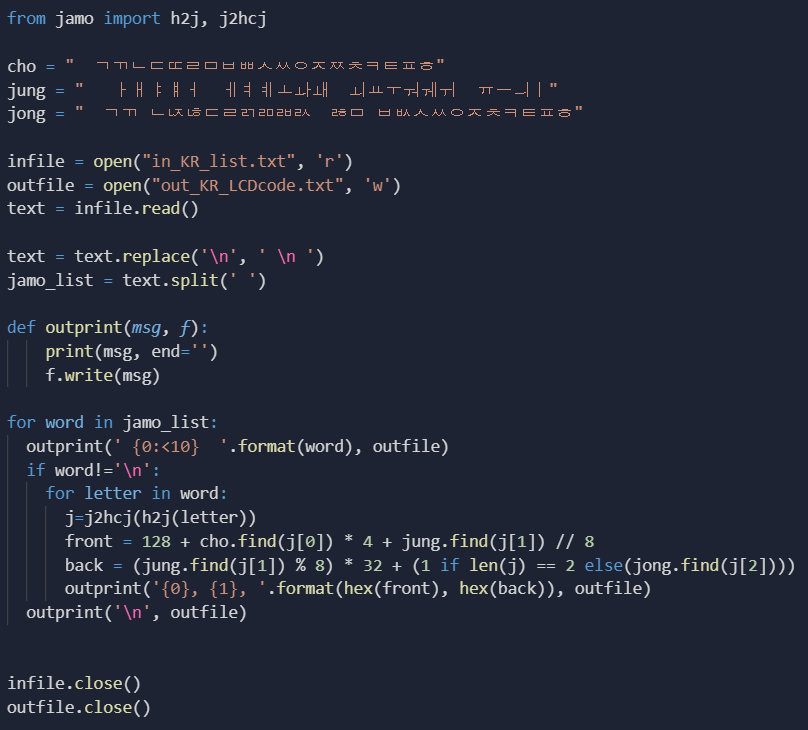 from jamo import h2j, j2hcj
cho = "  ㄱㄲㄴㄷㄸㄹㅁㅂㅃㅅㅆㅇㅈㅉㅊㅋㅌㅍㅎ"
jung = "   ㅏㅐㅑㅒㅓ  ㅔㅕㅖㅗㅘㅙ  ㅚㅛㅜㅝㅞㅟ  ㅠㅡㅢㅣ"
jong = "  ㄱㄲ ㄴㄵㄶㄷㄹㄺㄻㄼㄽ  ㅀㅁ ㅂㅄㅅㅆㅇㅈㅊㅋㅌㅍㅎ"
infile = open("in_KR_list.txt", 'r')
outfile = open("out_KR_LCDcode.txt", 'w')
text = infile.read()
text = text.replace('\n', ' \n ')
jamo_list = text.split(' ')
def outprint(msg, f):
    print(msg, end='')
    f.write(msg)
for word in jamo_list:
  outprint(' {0:<10}  '.format(word), outfile)
  if word!='\n':
    for letter in word:
      j=j2hcj(h2j(letter))
      front = 128 + cho.find(j[0]) * 4 + jung.find(j[1]) // 8
      back = (jung.find(j[1]) % 8) * 32 + (1 if len(j) == 2 else(jong.find(j[2])))
      outprint('{0}, {1}, '.format(hex(front), hex(back)), outfile)
  outprint('\n', outfile)
infile.close()
outfile.close()